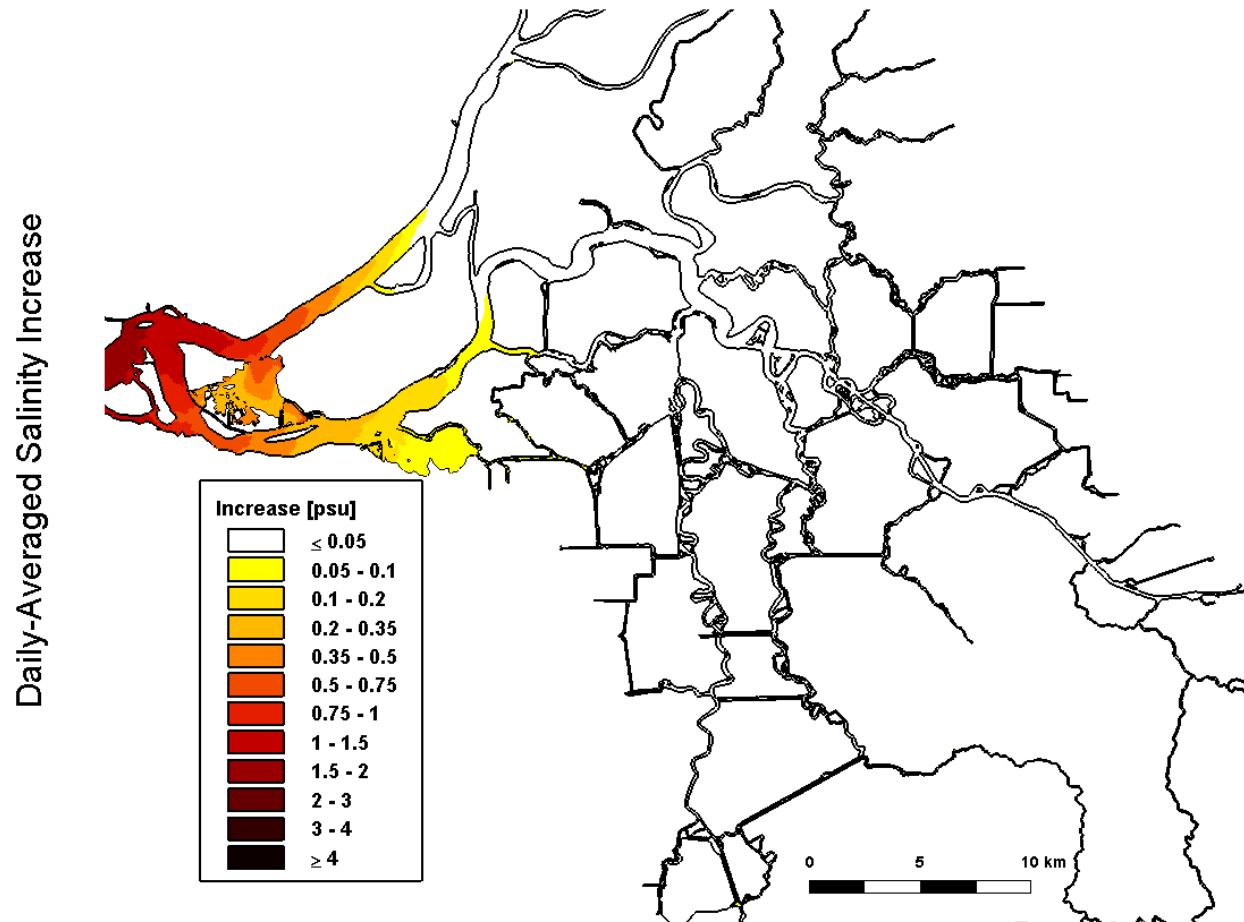 Daily-Averaged Salinity Increase
Increase [psu]
≤ 0.05
0.05 - 0.1
0.1 - 0.2
0.2 - 0.35
0.35 - 0.5
0.5 - 0.75
0.75 - 1
1 - 1.5
1.5 - 2
2 - 3
3 - 4
≥ 4
0 5 10 km